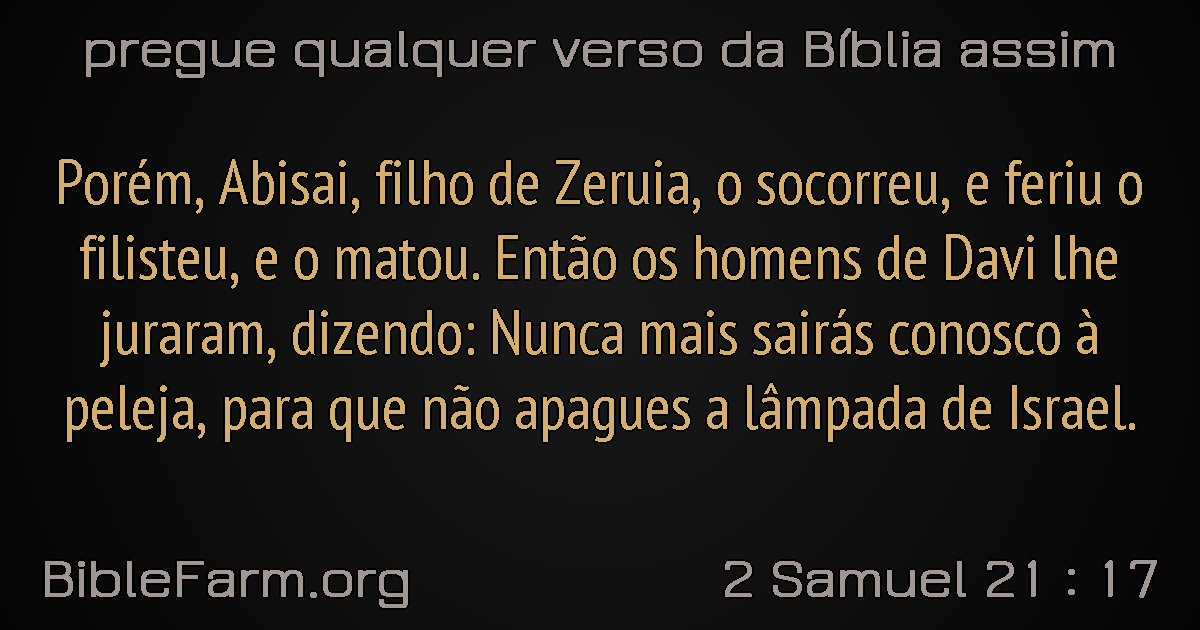 pregue qualquer verso da Bíblia assim
Porém, Abisai, filho de Zeruia, o socorreu, e feriu o
filisteu, e o matou. Então os homens de Davi lhe
juraram, dizendo: Nunca mais sairás conosco à
peleja, para que não apagues a lâmpada de Israel.
BibleFarm.org
2 Samuel 21 : 17